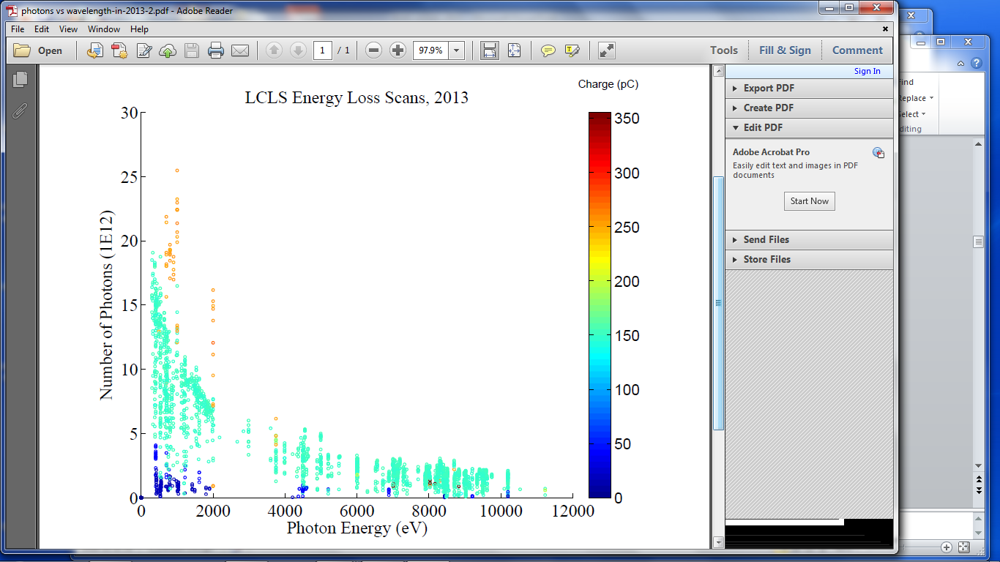 photons vs wavelength-in-2013-2.pdf - Adobe Reader
File Edit View Window Help
Open 1 / 1 97.9% Tools Fill & Sign Comment
Sign In
Export PDF
Create PDF
Edit PDF
Adobe Acrobat Pro
Easily edit text and images in PDF
documents
Start Now
Send Files
Store Files
Find
Replace
Select
Editing
Charge (pC)
LCLS Energy Loss Scans, 2013
30
25
20
15
10
5
0
Number of Photons (1E12)
0 2000 4000 6000 8000 10000 12000
Photon Energy (eV)
350
300
250
200
150
100
50
0